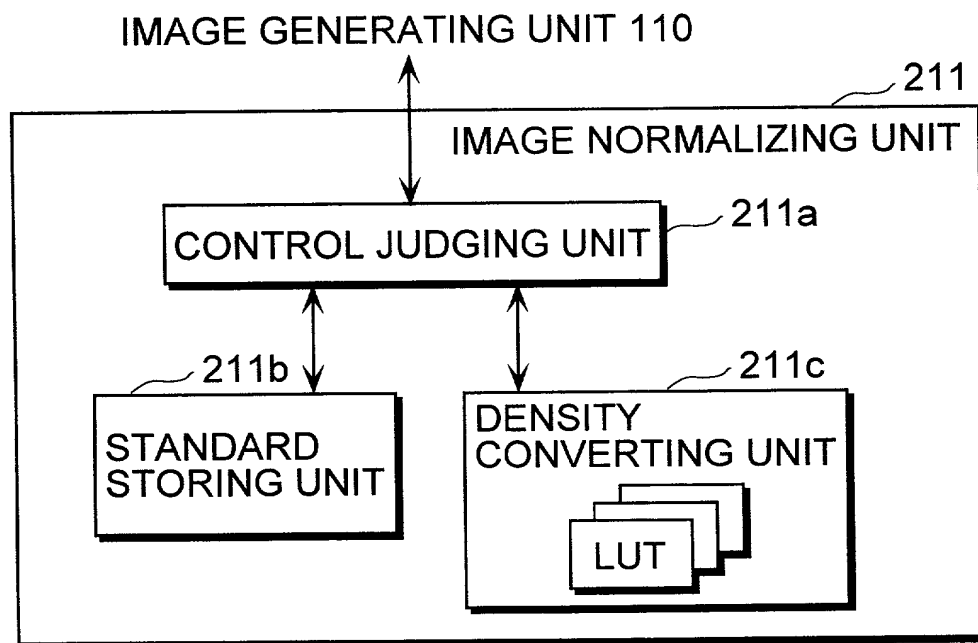 IMAGE GENERATING UNIT 110
211
IMAGE NORMALIZING UNIT
211a
CONTROL JUDGING UNIT
211b
211c
STANDARD
STORING UNIT
DENSITY
CONVERTING UNIT
LUT